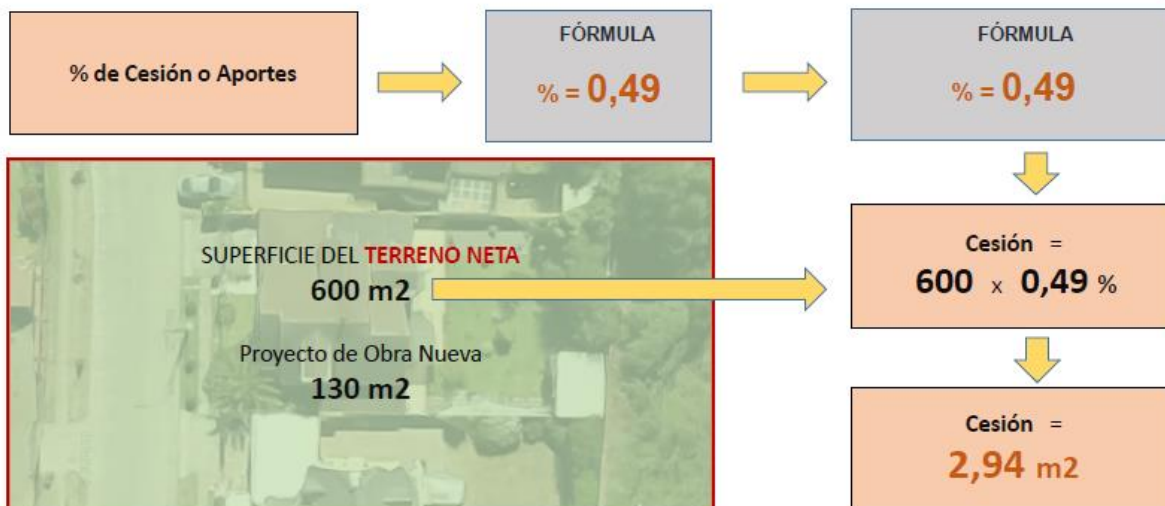 % de Cesión o Aportes
FÓRMULA
% = 0,49
FÓRMULA
% = 0,49
SUPERFICIE DEL TERRENO NETA
600 m2
Proyecto de Obra Nueva
130 m2
Cesión =
600 x 0,49 %
Cesión =
2,94 m2